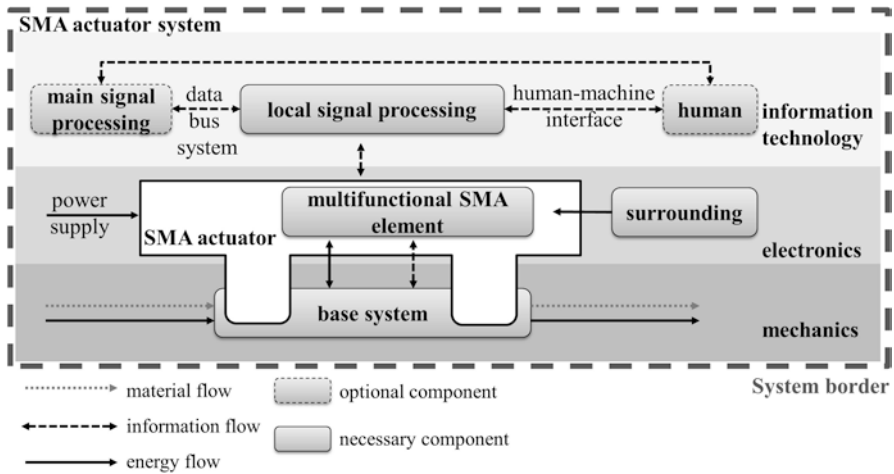 SMA actuator system
main signal
processing
data
bus
system
local signal processing
human-machine
interface
human
information
technology
power
supply
multifunctional SMA
element
SMA actuator
surrounding
electronics
base system
mechanics
System border
material flow
optional component
information flow
necessary component
energy flow